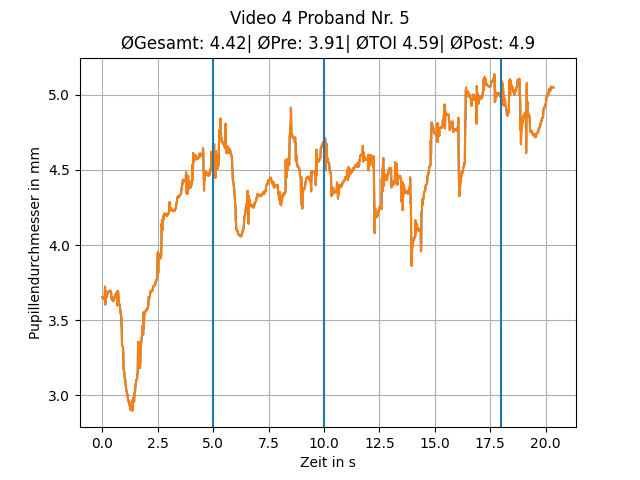 Video 4 Proband Nr. 5
ØGesamt: 4.42| ØPre: 3.91| ØTOI 4.59| ØPost: 4.9
5.0
4.5
4.0
3.5
3.0
Pupillendurchmesser in mm
0.0 2.5 5.0 7.5 10.0 12.5 15.0 17.5 20.0
Zeit in s